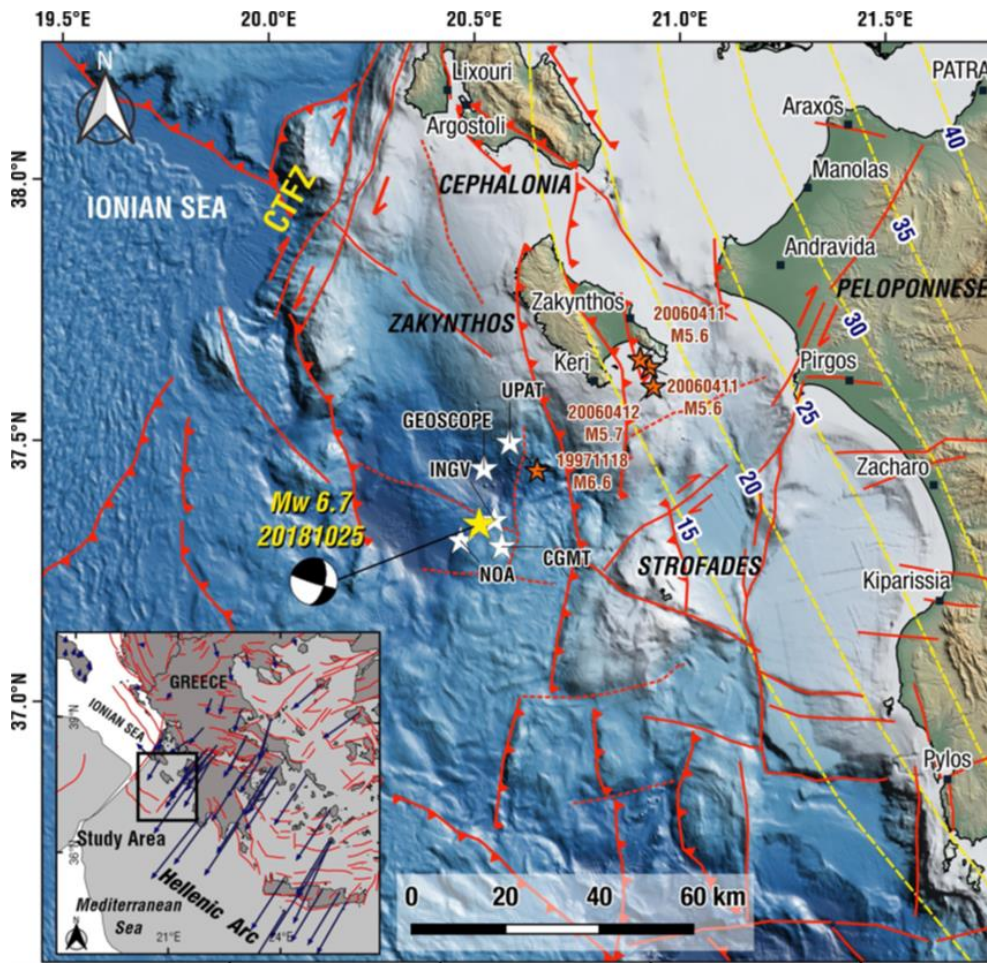 19.5°E 20.0°E 20.5°E 21.0°E 21.5°E
N
Lixouri
PATRA
Araxõs
40
Argostoli
38.0°N
CEPHALONIA
Mãnolas
IONIAN SEA
CTFZ
35
Andravida
PELOPONNESE
Zakynthos
20060411
M5.6
ZAKYNTHOS
30
Keri
Pirgos
UPAT
20060411
M5.6
25
GEOSCOPE
20060412
M5.7
37.5°N
INGV
19971118
M6.6
Zacharo
Mw 6.7
20181025
20
15
CGMT
NOA
STROFADES
Kiparissia
GREECE
37.0°N
IONIAN SEA
39°N
Pylos
Study Area
36°N
Hellenic Arc
Mediterranean
Sea
N
21°E 24°E
0 20 40 60 km